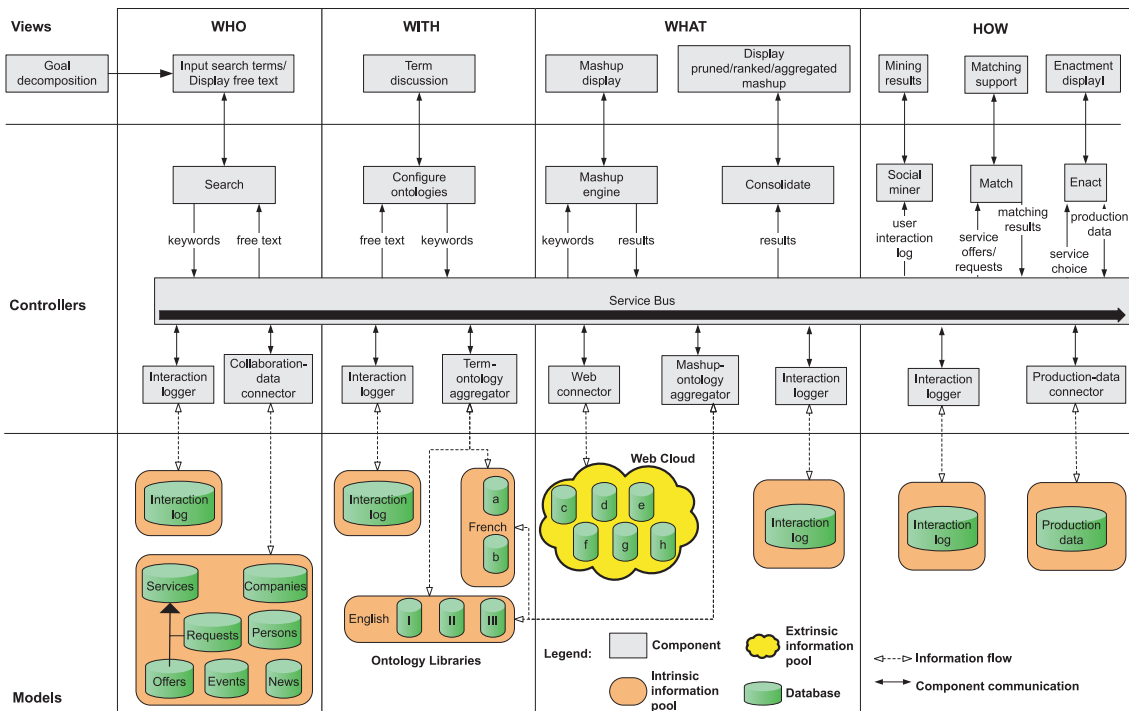 Views
WHO
WITH
WHAT
HOW
Goal
decomposition
Input search terms/
Display free text
Term
discussion
Mashup
display
Display
pruned/ranked/aggregated
mashup
Mining
results
Matching
support
Enactment
displayl
Search
Configure
ontologies
Mashup
engine
Consolidate
Social
miner
Match
Enact
keywords
free text
free text
keywords
keywords
results
results
user
interaction
log
service
offers/
requests
matching
results
service
choice
production
data
Controllers
Service Bus
Interaction
logger
Collaboration-
data
connector
Interaction
logger
Term-
ontology
aggregator
Web
connector
Mashup-
ontology
aggregator
Interaction
logger
Interaction
logger
Production-data
connector
Interaction
log
Interaction
log
a
French
b
Web Cloud
c
d
e
f
g
h
Interaction
log
Interaction
log
Production
data
Services
Companies
Requests
Persons
Offers
Events
News
English
I
II
III
Ontology Libraries
Legend:
Component
Extrinsic
information
pool
Intrinsic
information
pool
Database
Information flow
Component communication
Models